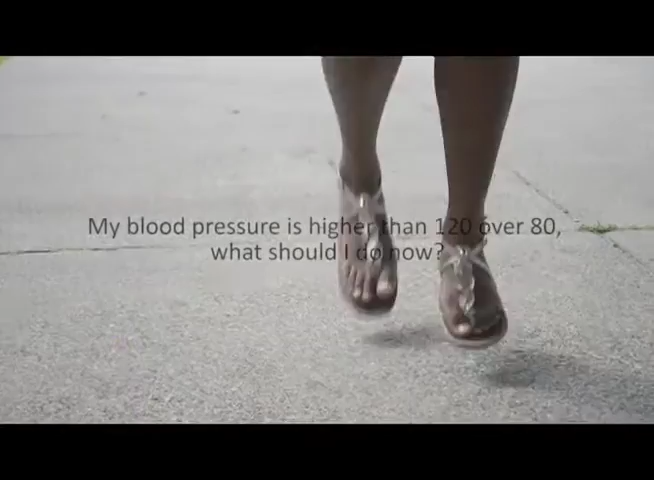 My blood pressure is higher than 120 over 80,
what should I do now?